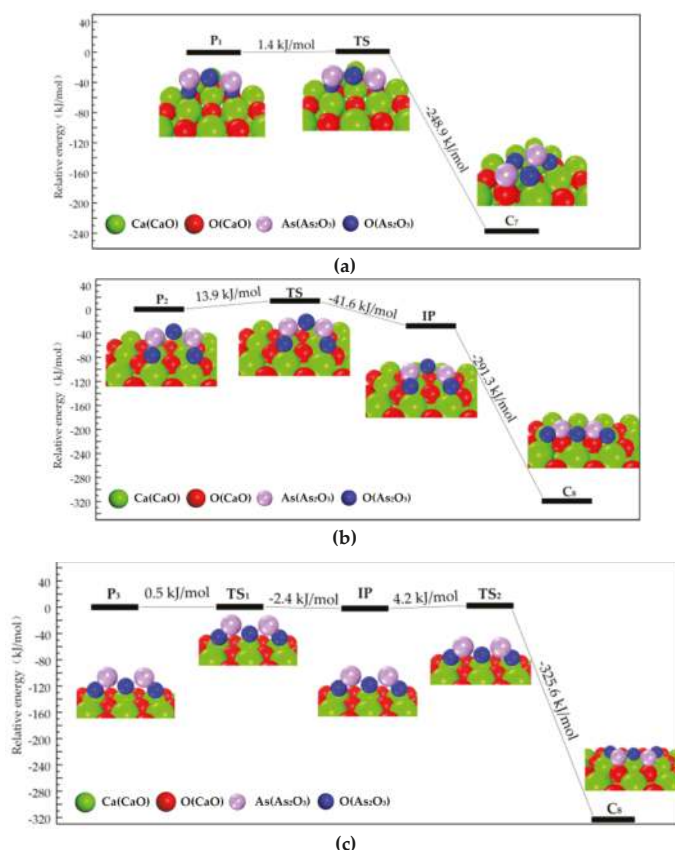 40
0
-40
-80
-120
-160
-200
-240
Relative energy (kJ/mol)
P₁
1.4 kJ/mol
TS
-248.9 kJ/mol
C₇
Ca(CaO) O(CaO) As(As₂O₃) O(As₂O₃)
(a)
40
0
-40
-80
-120
-160
-200
-240
-280
-320
Relative energy (kJ/mol)
P₂
13.9 kJ/mol
TS
-41.6 kJ/mol
IP
-291.3 kJ/mol
C₈
Ca(CaO) O(CaO) As(As₂O₃) O(As₂O₃)
(b)
40
0
-40
-80
-120
-160
-200
-240
-280
-320
Relative energy (kJ/mol)
P₃
0.5 kJ/mol
TS₁
-2.4 kJ/mol
IP
4.2 kJ/mol
TS₂
-325.6 kJ/mol
C₈
Ca(CaO) O(CaO) As(As₂O₃) O(As₂O₃)
(c)